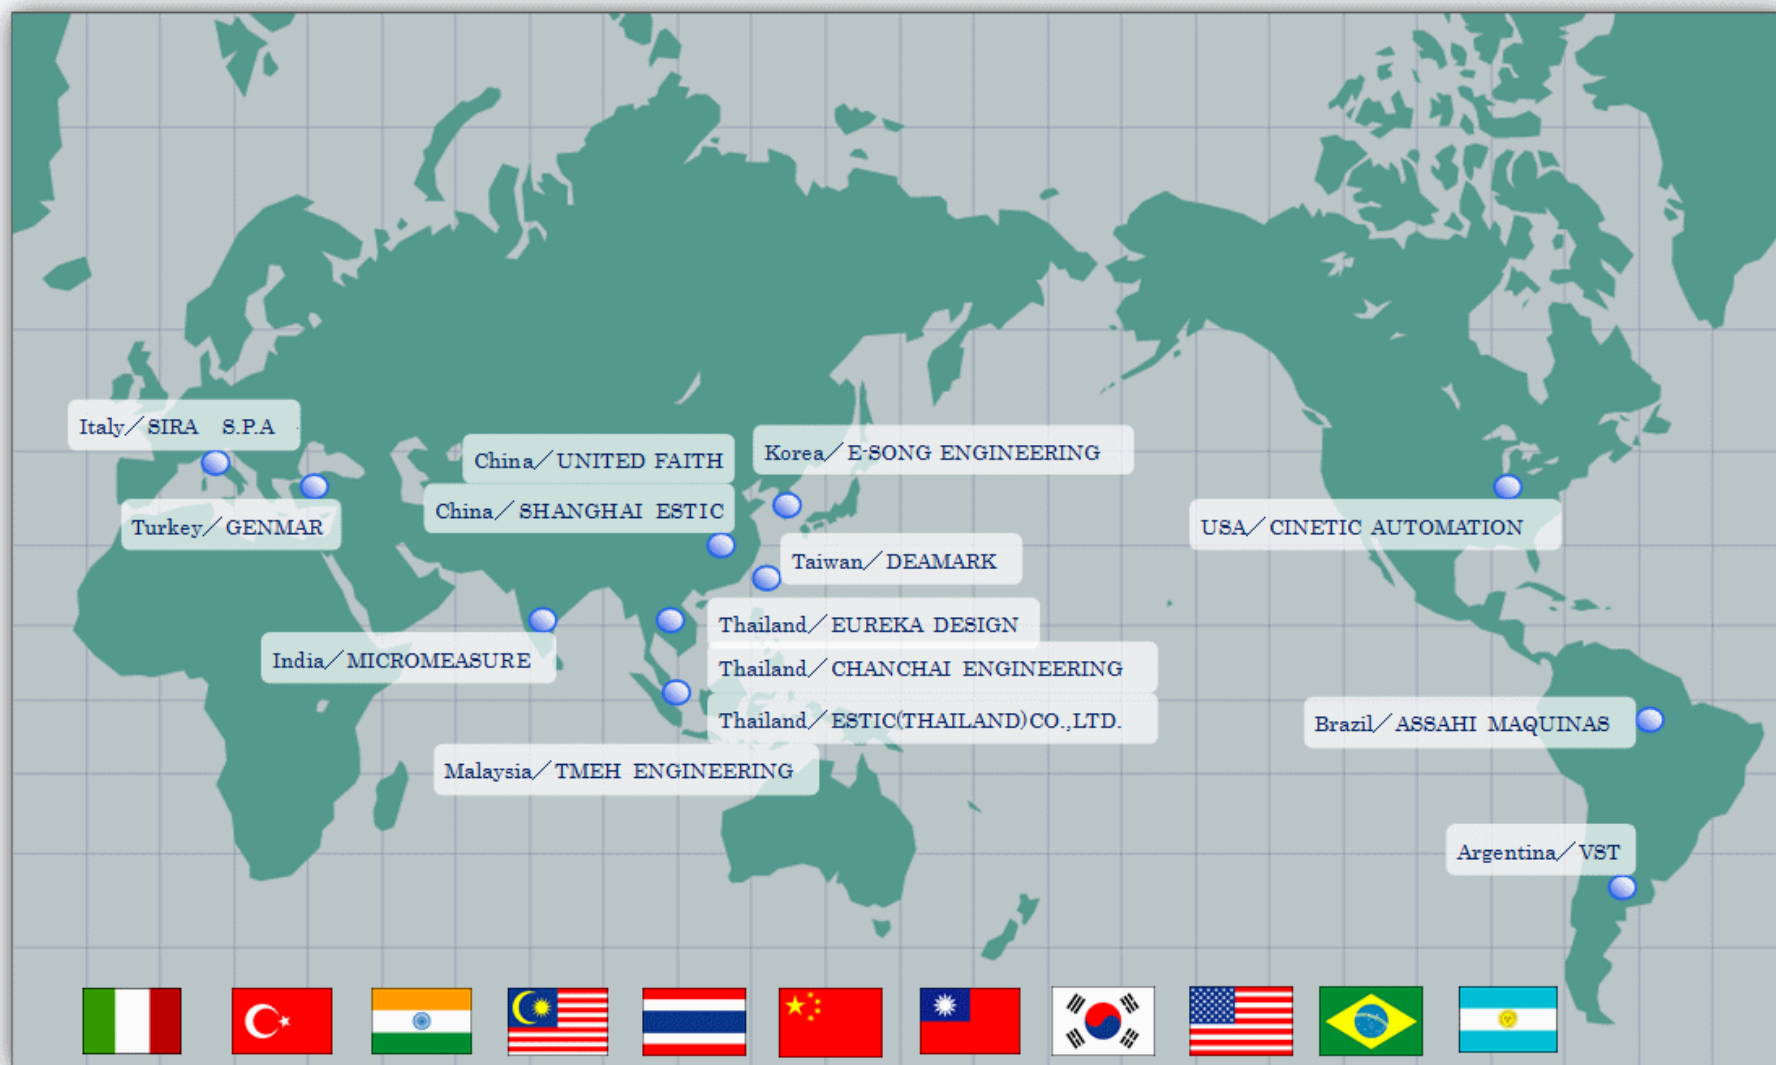 Italy／SIRA　S.P.A
Turkey／GENMAR
China／UNITED FAITH
China／SHANGHAI ESTIC
Korea／E-SONG ENGINEERING
Taiwan／DEAMARK
USA／CINETIC AUTOMATION
India／MICROMEASURE
Thailand／EUREKA DESIGN
Thailand／CHANCHAI ENGINEERING
Thailand／ESTIC(THAILAND)CO.,LTD.
Malaysia／TMEH ENGINEERING
Brazil／ASSAHI MAQUINAS
Argentina／VST